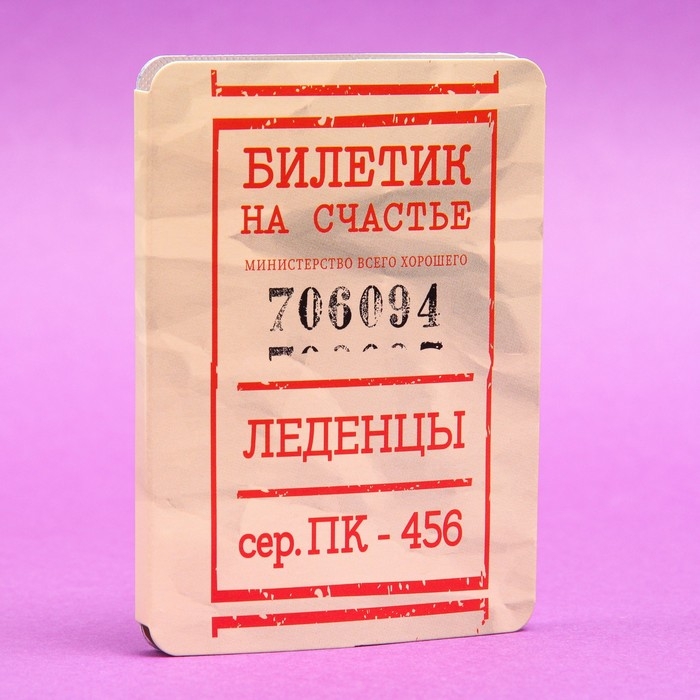 БИЛЕТИК
НА СЧАСТЬЕ
МИНИСТЕРСТВО ВСЕГО ХОРОШЕГО
706094
ЛЕДЕНЦЫ
сер. ПК - 456